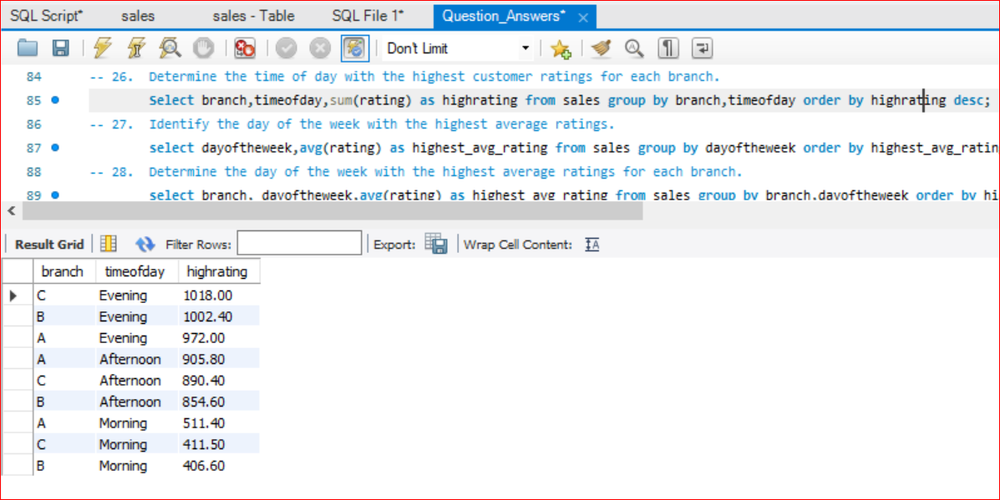 SQL Script* sales sales - Table SQL File 1* Question_Answers*
Don't Limit
84 -- 26. Determine the time of day with the highest customer ratings for each branch.
85 Select branch,timeofday,sum(rating) as highrating from sales group by branch,timeofday order by highrating desc;
86 -- 27. Identify the day of the week with the highest average ratings.
87 select dayoftheweek,avg(rating) as highest_avg_rating from sales group by dayoftheweek order by highest_avg_ratin
88 -- 28. Determine the day of the week with the highest average ratings for each branch.
89 select branch, dayoftheweek,avg(rating) as highest_avg_rating from sales group by branch,dayoftheweek order by hi
Result Grid Filter Rows: Export: Wrap Cell Content:
branch timeofday highrating
C Evening 1018.00
B Evening 1002.40
A Evening 972.00
A Afternoon 905.80
C Afternoon 890.40
B Afternoon 854.60
A Morning 511.40
C Morning 411.50
B Morning 406.60